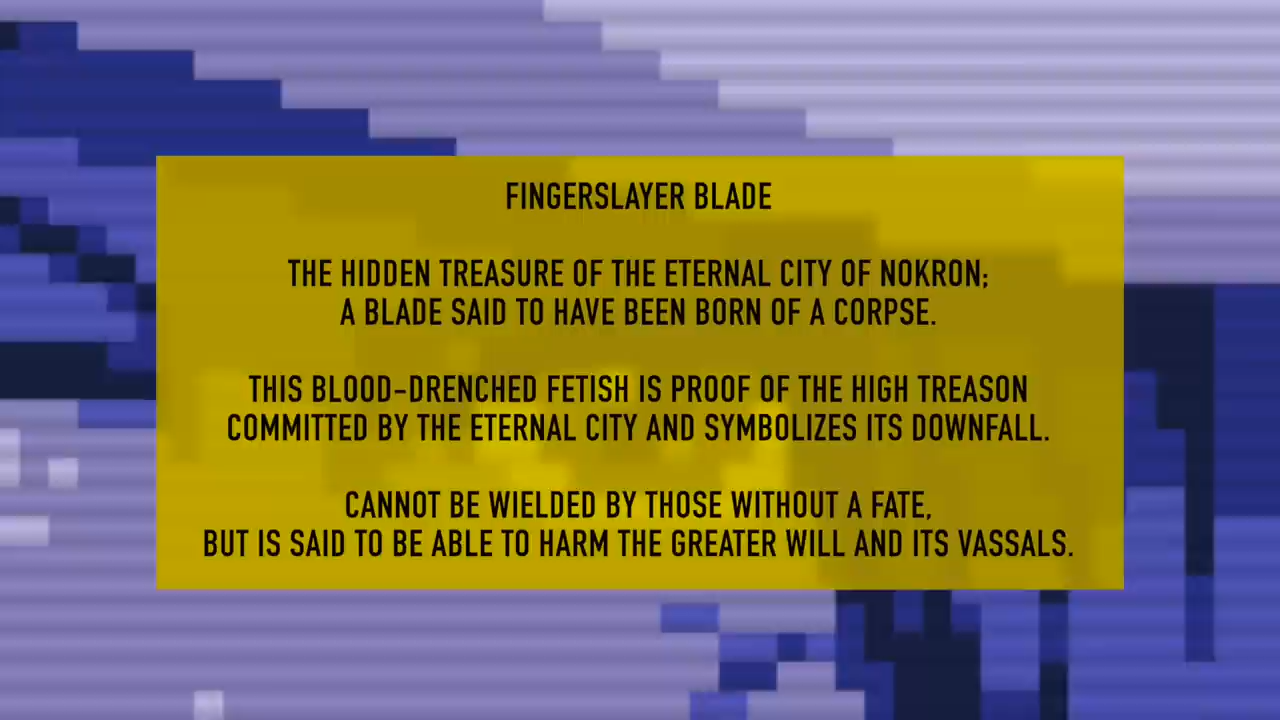 FINGERSLAYER BLADE
THE HIDDEN TREASURE OF THE ETERNAL CITY OF NOKRON;
A BLADE SAID TO HAVE BEEN BORN OF A CORPSE.
THIS BLOOD-DRENCHED FETISH IS PROOF OF THE HIGH TREASON
COMMITTED BY THE ETERNAL CITY AND SYMBOLIZES ITS DOWNFALL.
CANNOT BE WIELDED BY THOSE WITHOUT A FATE,
BUT IS SAID TO BE ABLE TO HARM THE GREATER WILL AND ITS VASSALS.